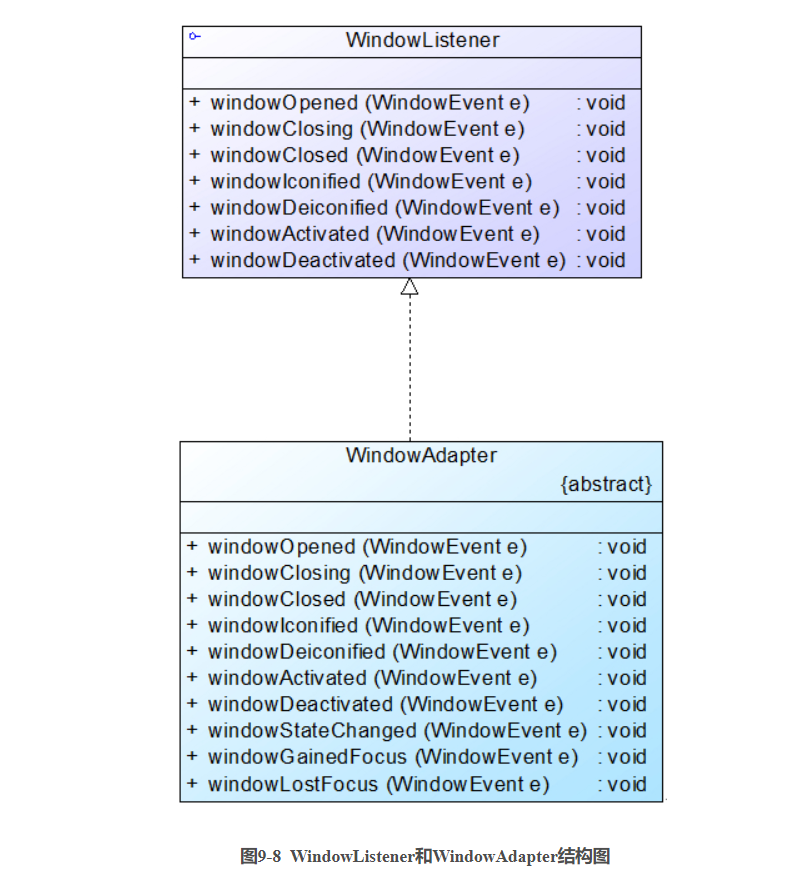 WindowListener
+ windowOpened (WindowEvent e) : void
+ windowClosing (WindowEvent e) : void
+ windowClosed (WindowEvent e) : void
+ windowIconified (WindowEvent e) : void
+ windowDeiconified (WindowEvent e) : void
+ windowActivated (WindowEvent e) : void
+ windowDeactivated (WindowEvent e) : void
WindowAdapter
{abstract}
+ windowOpened (WindowEvent e) : void
+ windowClosing (WindowEvent e) : void
+ windowClosed (WindowEvent e) : void
+ windowIconified (WindowEvent e) : void
+ windowDeiconified (WindowEvent e) : void
+ windowActivated (WindowEvent e) : void
+ windowDeactivated (WindowEvent e) : void
+ windowStateChanged (WindowEvent e) : void
+ windowGainedFocus (WindowEvent e) : void
+ windowLostFocus (WindowEvent e) : void
图9-8 WindowListener和WindowAdapter结构图